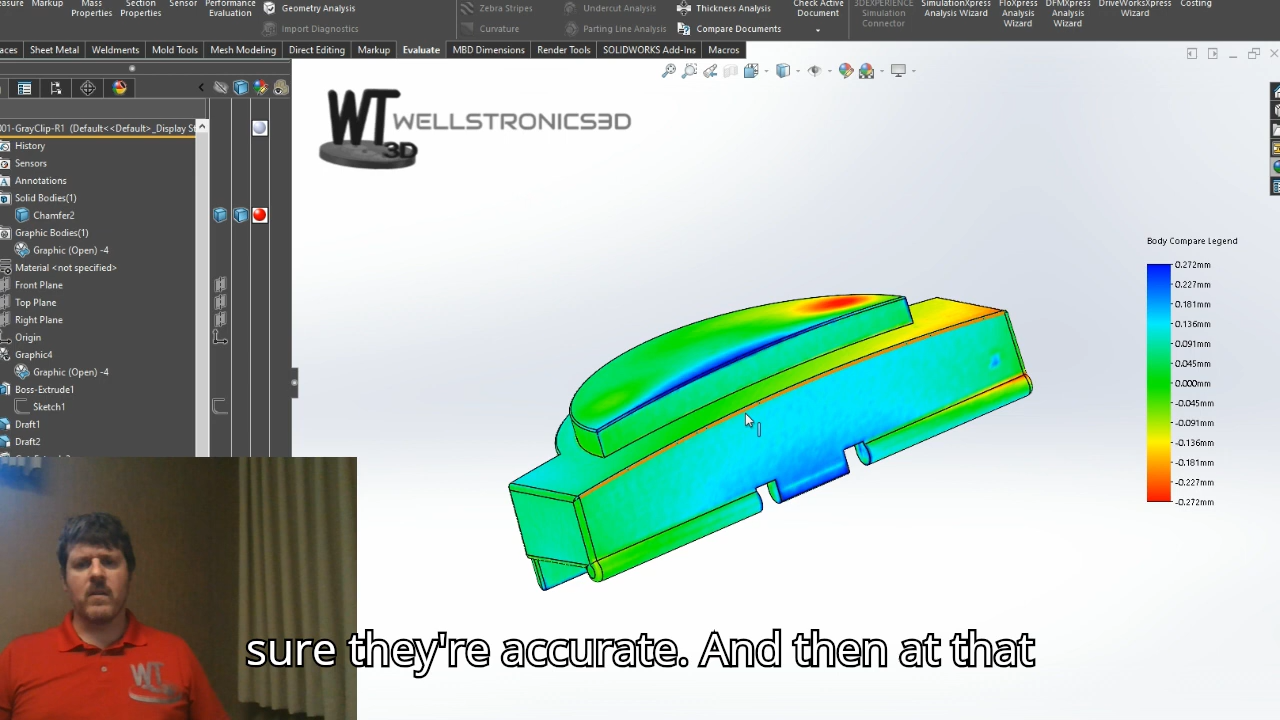 Markup
Mass
Properties
Section
Properties
Sensor
Performance
Evaluation
Geometry Analysis
Import Diagnostics
Zebra Stripes
Curvature
Undercut Analysis
Parting Line Analysis
Thickness Analysis
Compare Documents
Check Active
Document
3DEXPERIENCE
Simulation
Connector
SimulationXpress
Analysis Wizard
FloXpress
Analysis
Wizard
DFMXpress
Analysis
Wizard
DriveWorksXpress
Wizard
Costing
Sheet Metal
Weldments
Mold Tools
Mesh Modeling
Direct Editing
Markup
Evaluate
MBD Dimensions
Render Tools
SOLIDWORKS Add-Ins
Macros
001-GrayClip-R1 (Default<<Default>_Display St
History
Sensors
Annotations
Solid Bodies(1)
Chamfer2
Graphic Bodies(1)
Graphic (Open) -4
Material <not specified>
Front Plane
Top Plane
Right Plane
Origin
Graphic4
Graphic (Open) -4
Boss-Extrude1
Sketch1
Draft1
Draft2
WT
3D
WELLSTRONICS3D
Body Compare Legend
0.272mm
0.227mm
0.181mm
0.136mm
0.091mm
0.045mm
0.000mm
-0.045mm
-0.091mm
-0.136mm
-0.181mm
-0.227mm
-0.272mm
WT
sure they're accurate. And then at that